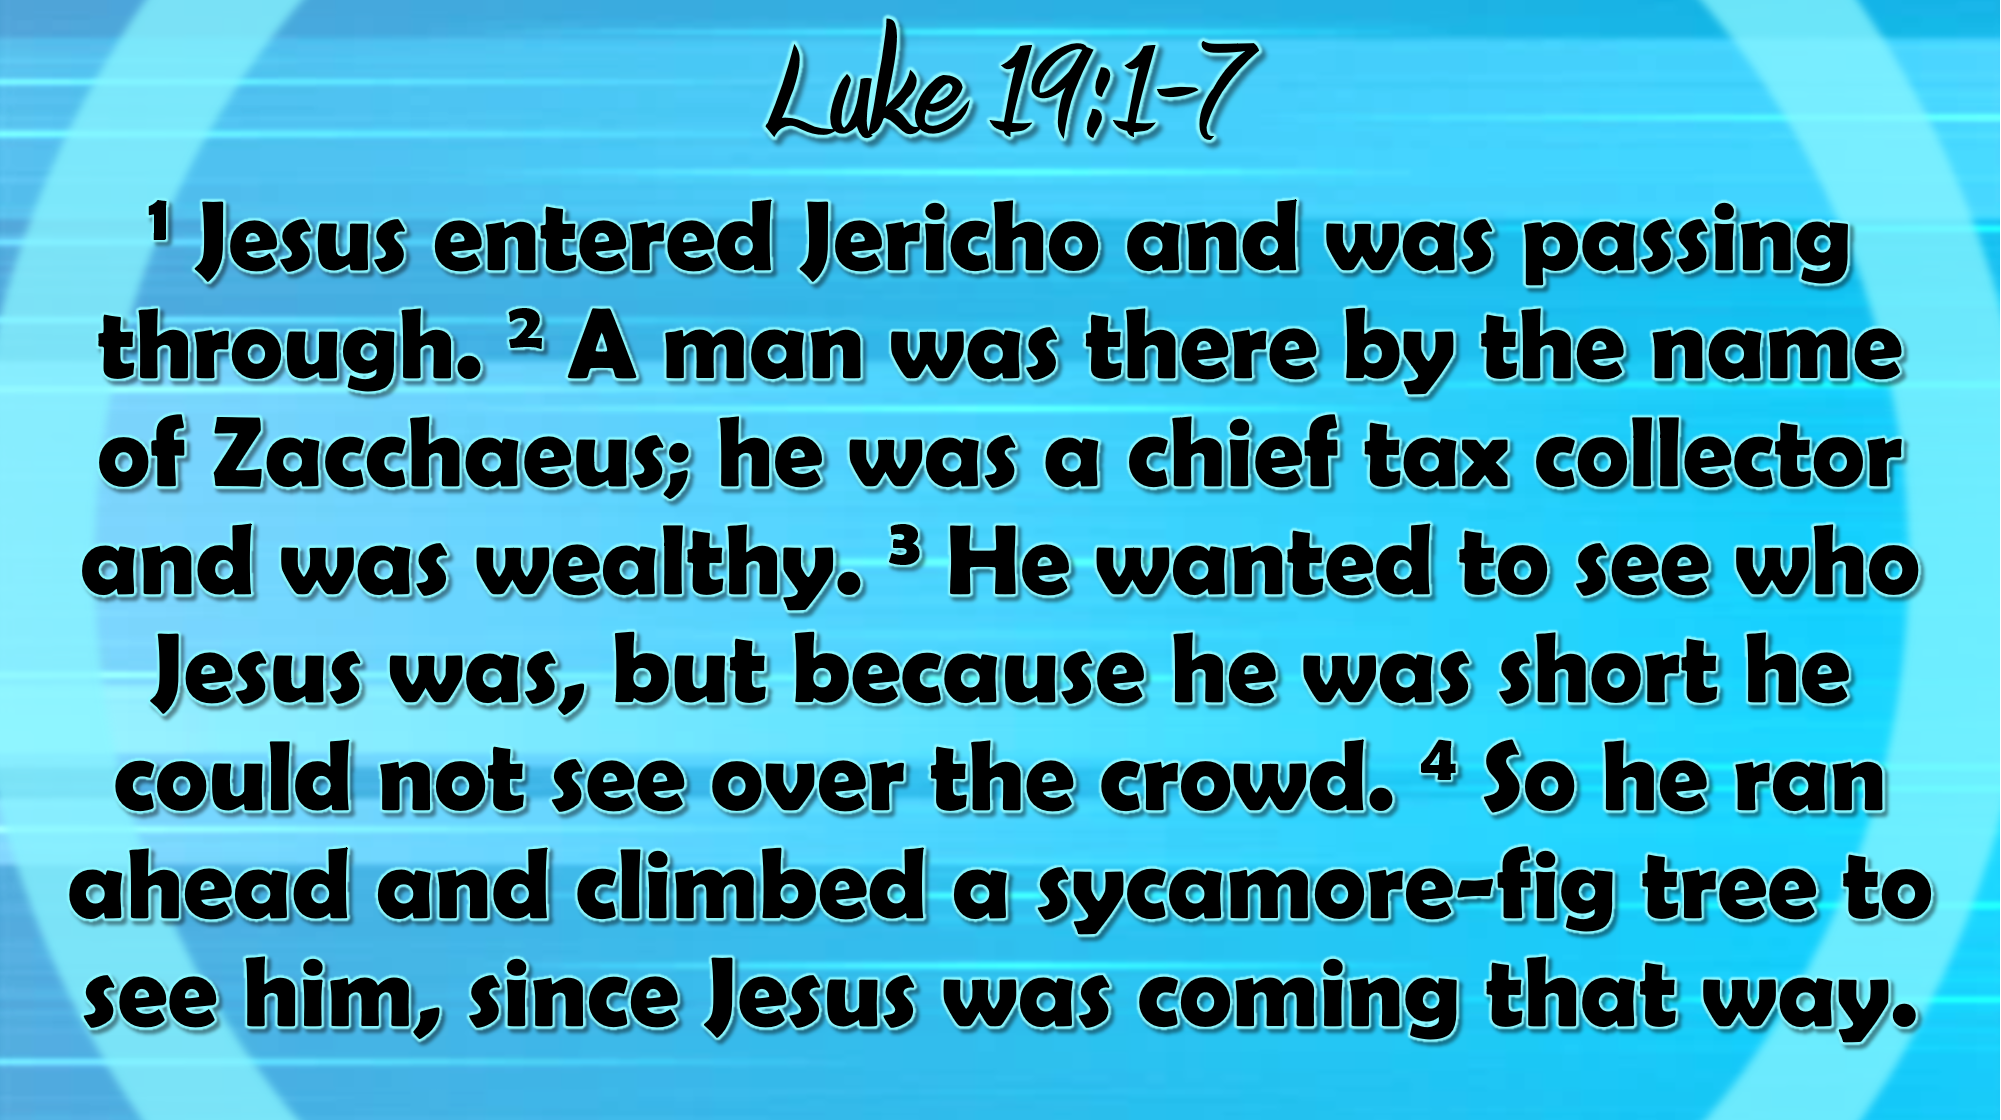 Luke 19:1-7
¹ Jesus entered Jericho and was passing
through. ² A man was there by the name
of Zacchaeus; he was a chief tax collector
and was wealthy. ³ He wanted to see who
Jesus was, but because he was short he
could not see over the crowd. ⁴ So he ran
ahead and climbed a sycamore-fig tree to
see him, since Jesus was coming that way.